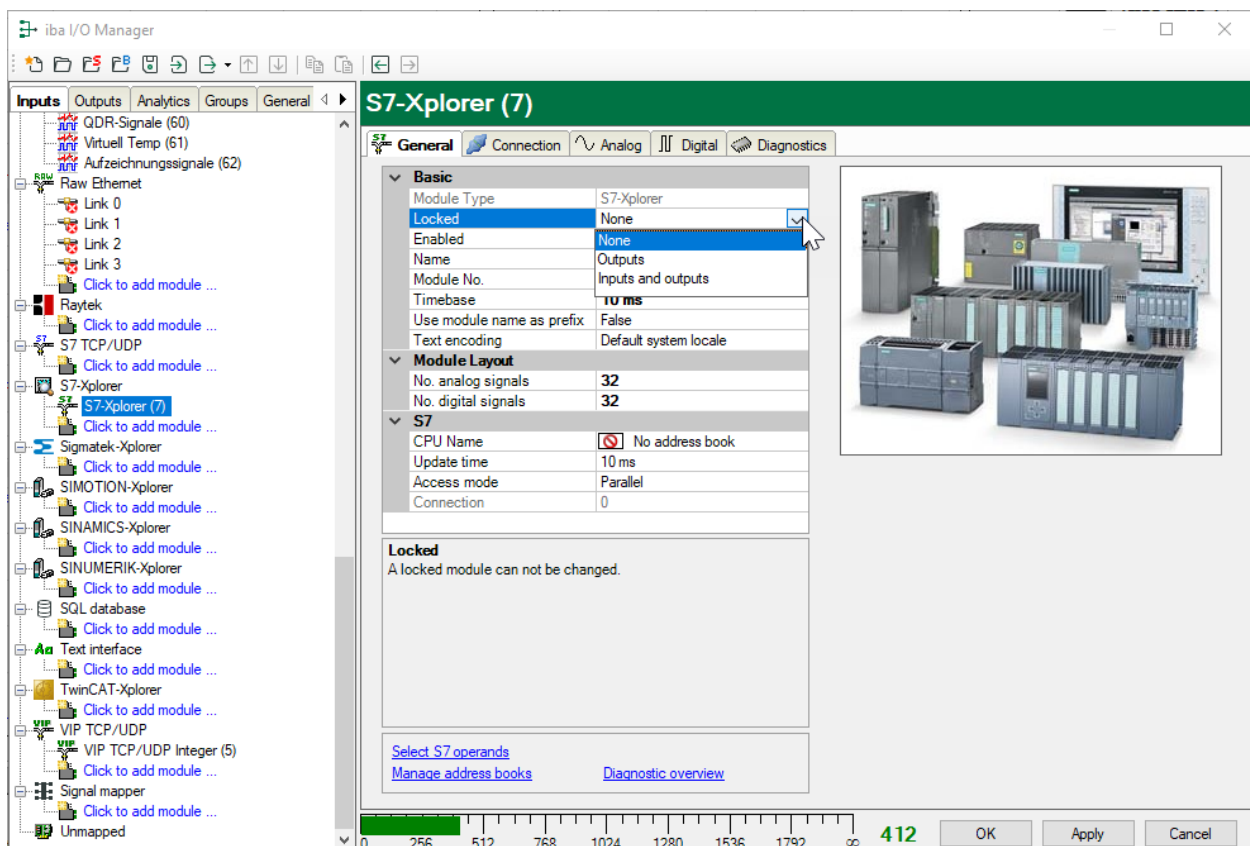 iba I/O Manager
Inputs Outputs Analytics Groups General
QDR-Signale (60)
Virtuell Temp (61)
Aufzeichnungssignale (62)
RAW Raw Ethernet
Link 0
Link 1
Link 2
Link 3
Click to add module ...
Raytek
Click to add module ...
S7 S7 TCP/UDP
Click to add module ...
S7-Xplorer
S7 S7-Xplorer (7)
Click to add module ...
Sigmatek-Xplorer
Click to add module ...
SIMOTION-Xplorer
Click to add module ...
SINAMICS-Xplorer
Click to add module ...
SINUMERIK-Xplorer
Click to add module ...
SQL database
Click to add module ...
Aa Text interface
Click to add module ...
TwinCAT-Xplorer
Click to add module ...
VIP VIP TCP/UDP
VIP VIP TCP/UDP Integer (5)
Click to add module ...
Signal mapper
Click to add module ...
Unmapped
S7-Xplorer (7)
S7 General Connection Analog Digital Diagnostics
Basic
Module Type S7-Xplorer
Locked None
Enabled None
Name Outputs
Module No. Inputs and outputs
Timebase 10 ms
Use module name as prefix False
Text encoding Default system locale
Module Layout
No. analog signals 32
No. digital signals 32
S7
CPU Name No address book
Update time 10 ms
Access mode Parallel
Connection 0
Locked
A locked module can not be changed.
Select S7 operands
Manage address books Diagnostic overview
0 256 512 768 1024 1280 1536 1792 ∞
412 OK Apply Cancel